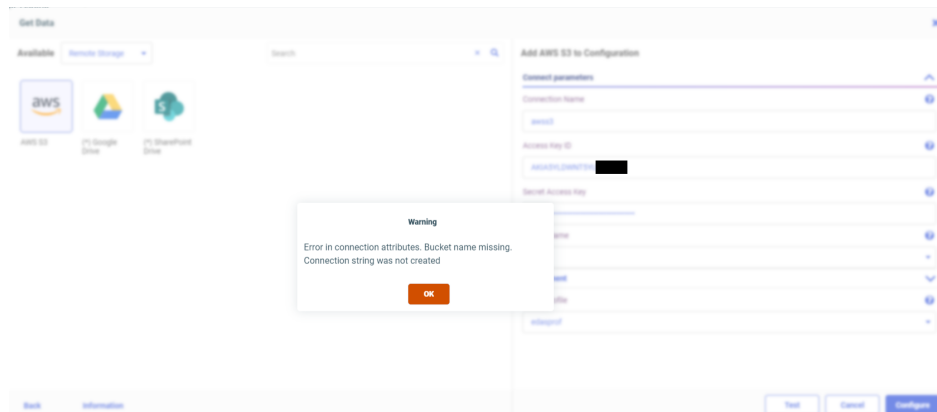 Get Data
Available
Remote Storage
Search
Add AWS S3 to Configuration
Connect parameters
Connection Name
awss3
Access Key ID
Secret Access Key
aws
AWS S3
(*) Google
Drive
(*) SharePoint
Drive
Warning
Error in connection attributes. Bucket name missing.
Connection string was not created
OK
edasprof
Back
Information
Test
Cancel
Configure